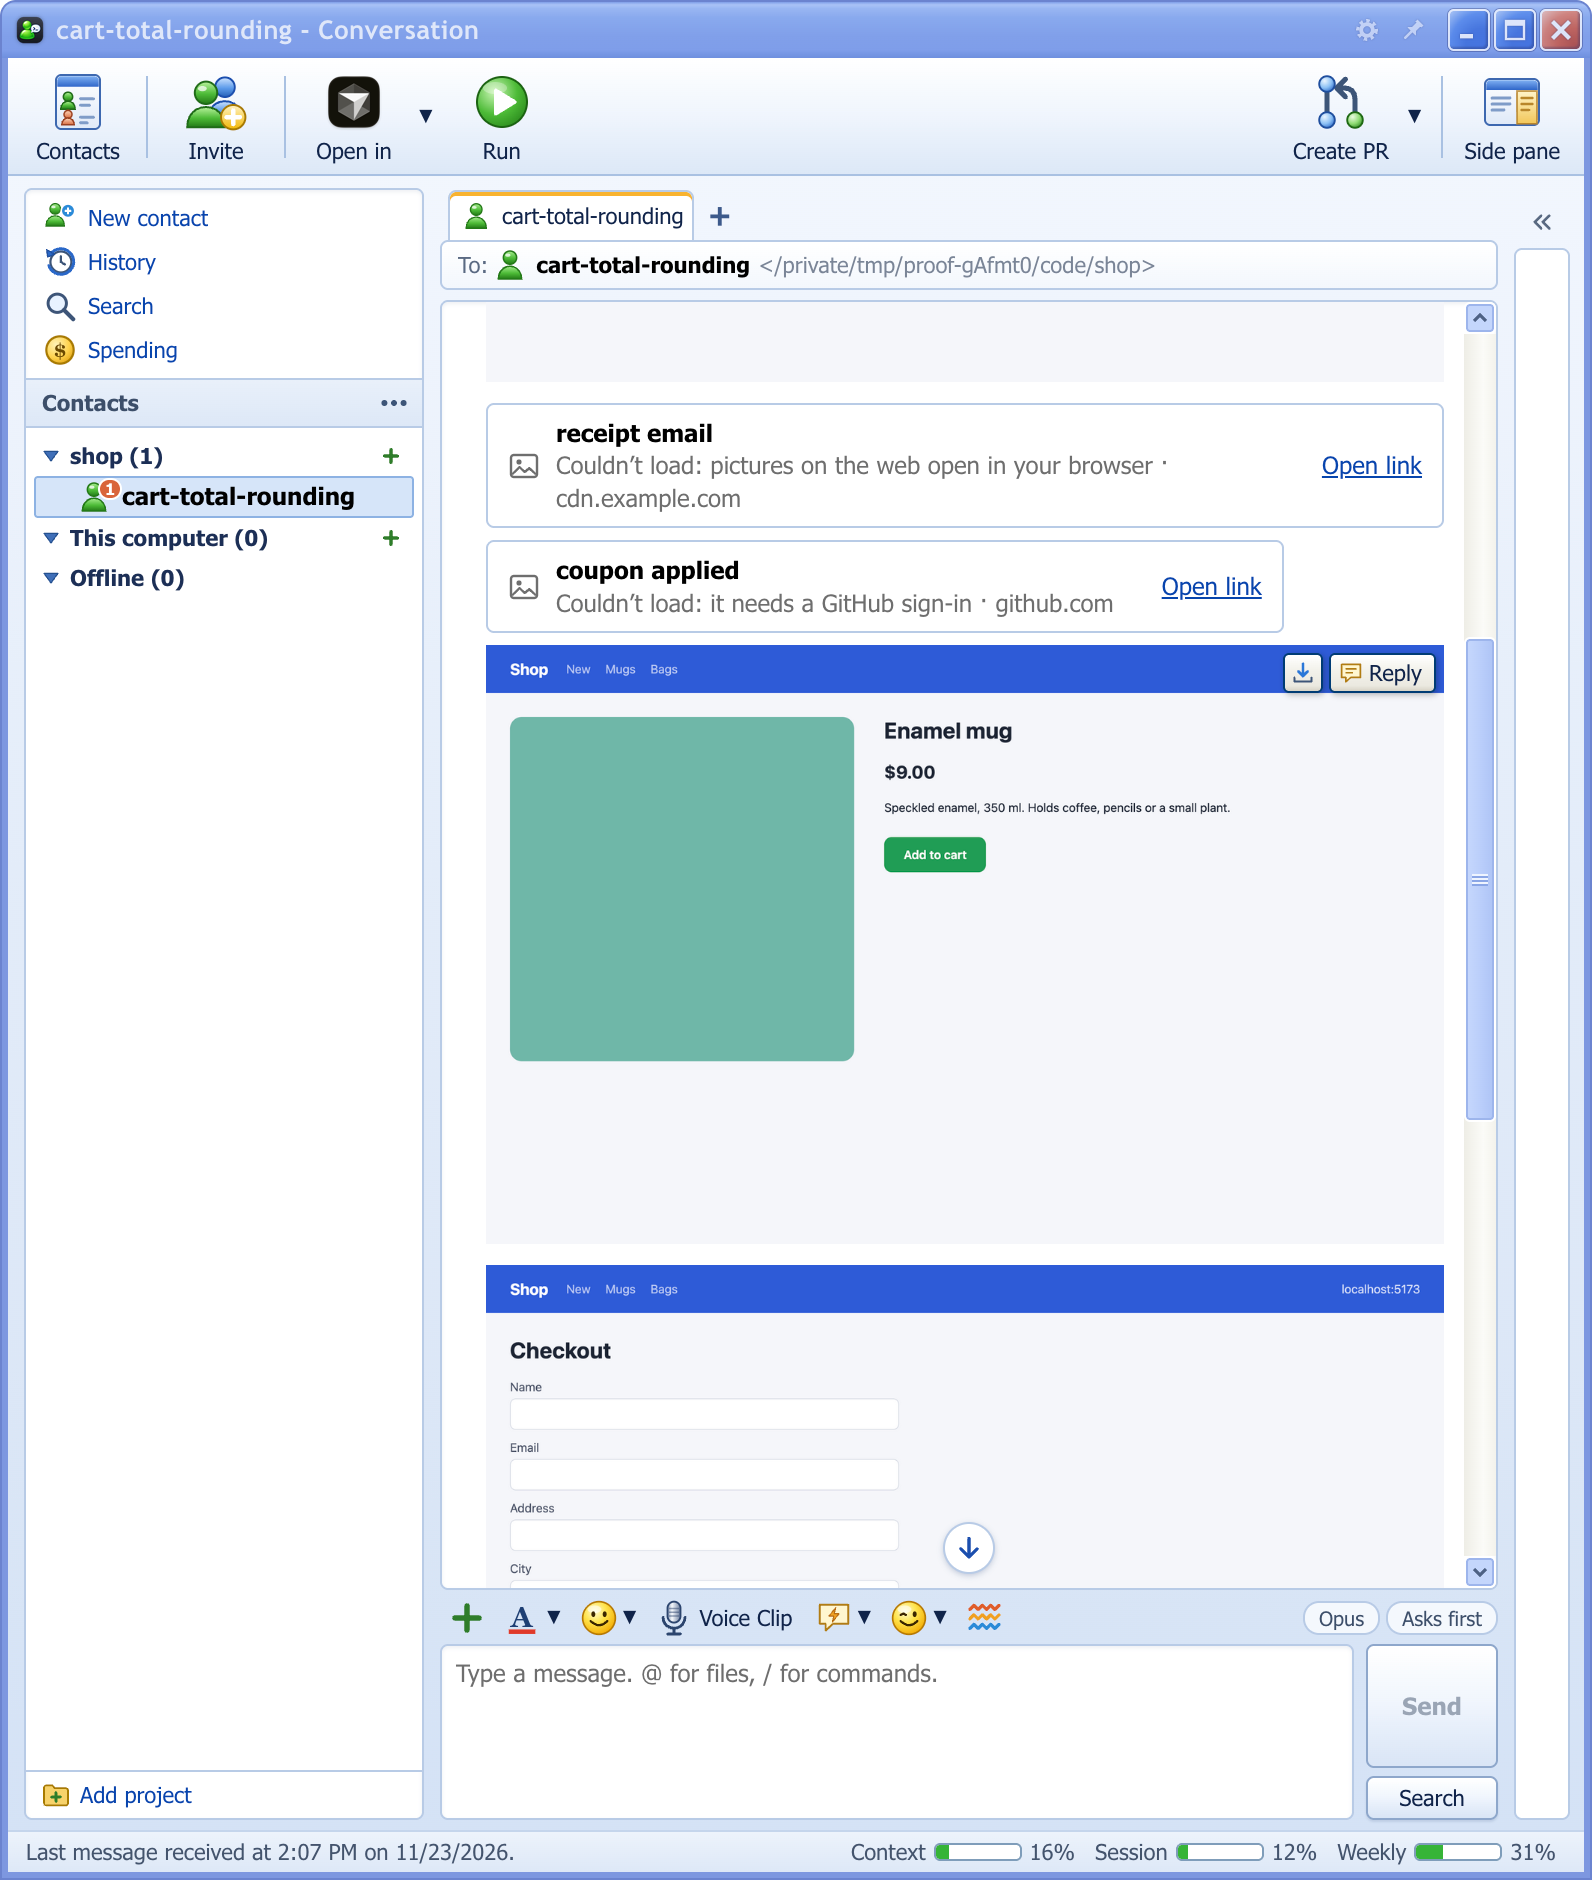 cart-total-rounding - Conversation
Contacts
Invite
Open in
Run
Create PR
Side pane
New contact
History
Search
Spending
Contacts
shop (1)
1
cart-total-rounding
This computer (0)
Offline (0)
Add project
cart-total-rounding
To: cart-total-rounding </private/tmp/proof-gAfmt0/code/shop>
receipt email
Couldn’t load: pictures on the web open in your browser ·
cdn.example.com
Open link
coupon applied
Couldn’t load: it needs a GitHub sign-in · github.com
Open link
Shop New Mugs Bags
Reply
Enamel mug
$9.00
Speckled enamel, 350 ml. Holds coffee, pencils or a small plant.
Add to cart
Shop New Mugs Bags localhost:5173
Checkout
Name
Email
Address
City
A
Voice Clip
Opus
Asks first
Type a message. @ for files, / for commands.
Send
Search
Last message received at 2:07 PM on 11/23/2026.
Context 16% Session 12% Weekly 31%